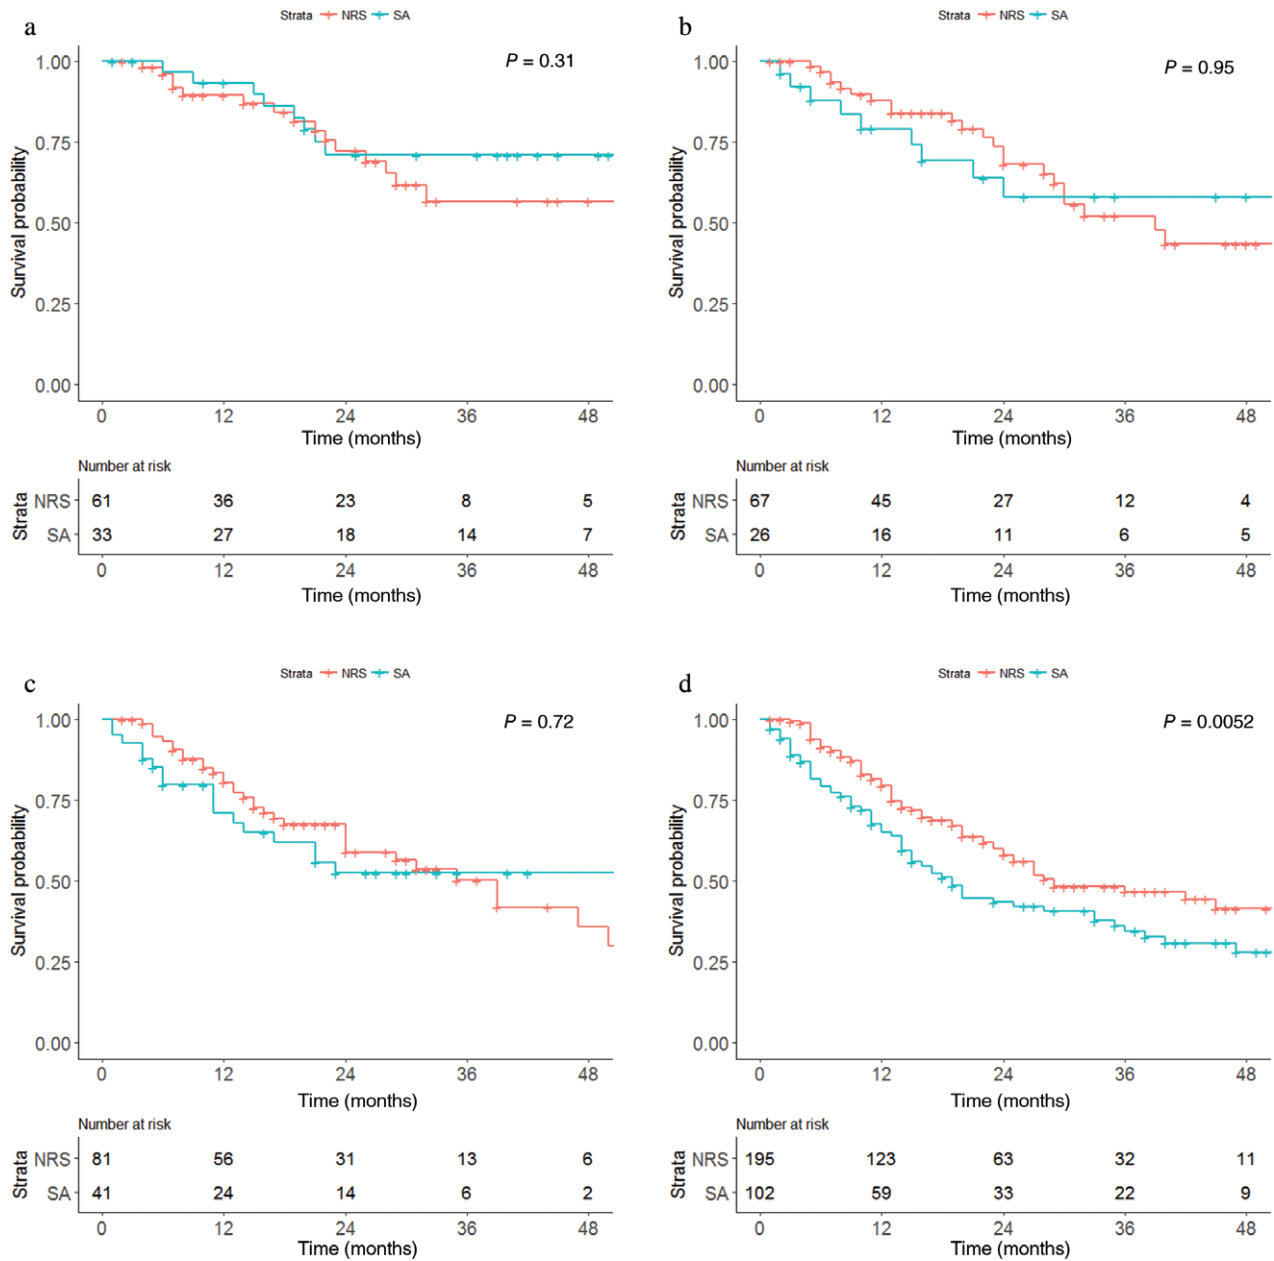 a
Strata NRS SA
P = 0.31
1.00
0.75
0.50
0.25
0.00
Survival probability
0 12 24 36 48
Time (months)
Number at risk
Strata
NRS 61 36 23 8 5
SA 33 27 18 14 7
0 12 24 36 48
Time (months)
b
Strata NRS SA
P = 0.95
1.00
0.75
0.50
0.25
0.00
Survival probability
0 12 24 36 48
Time (months)
Number at risk
Strata
NRS 67 45 27 12 4
SA 26 16 11 6 5
0 12 24 36 48
Time (months)
c
Strata NRS SA
P = 0.72
1.00
0.75
0.50
0.25
0.00
Survival probability
0 12 24 36 48
Time (months)
Number at risk
Strata
NRS 81 56 31 13 6
SA 41 24 14 6 2
0 12 24 36 48
Time (months)
d
Strata NRS SA
P = 0.0052
1.00
0.75
0.50
0.25
0.00
Survival probability
0 12 24 36 48
Time (months)
Number at risk
Strata
NRS 195 123 63 32 11
SA 102 59 33 22 9
0 12 24 36 48
Time (months)